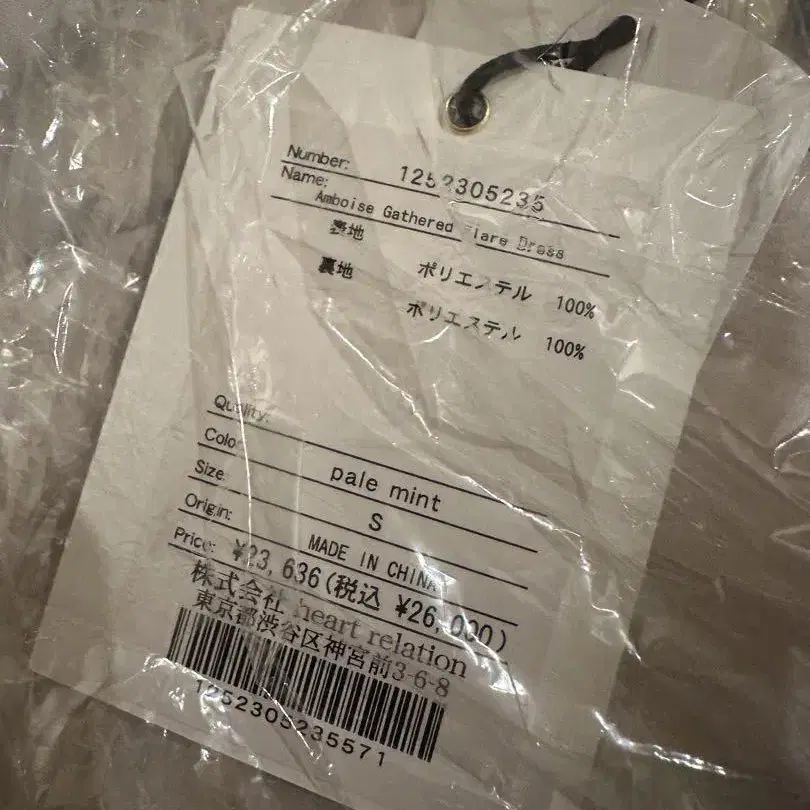 Number: 1252305235
Name:
Amboise Gathered Flare Dress
表地
ポリエステル 100%
裏地
ポリエステル 100%
Quality:
Color
pale mint
Size:
S
Origin:
MADE IN CHINA
Price: ¥23,636(税込 ¥26,000)
株式会社 heart relation
東京都渋谷区神宮前3-6-8
1252305235571